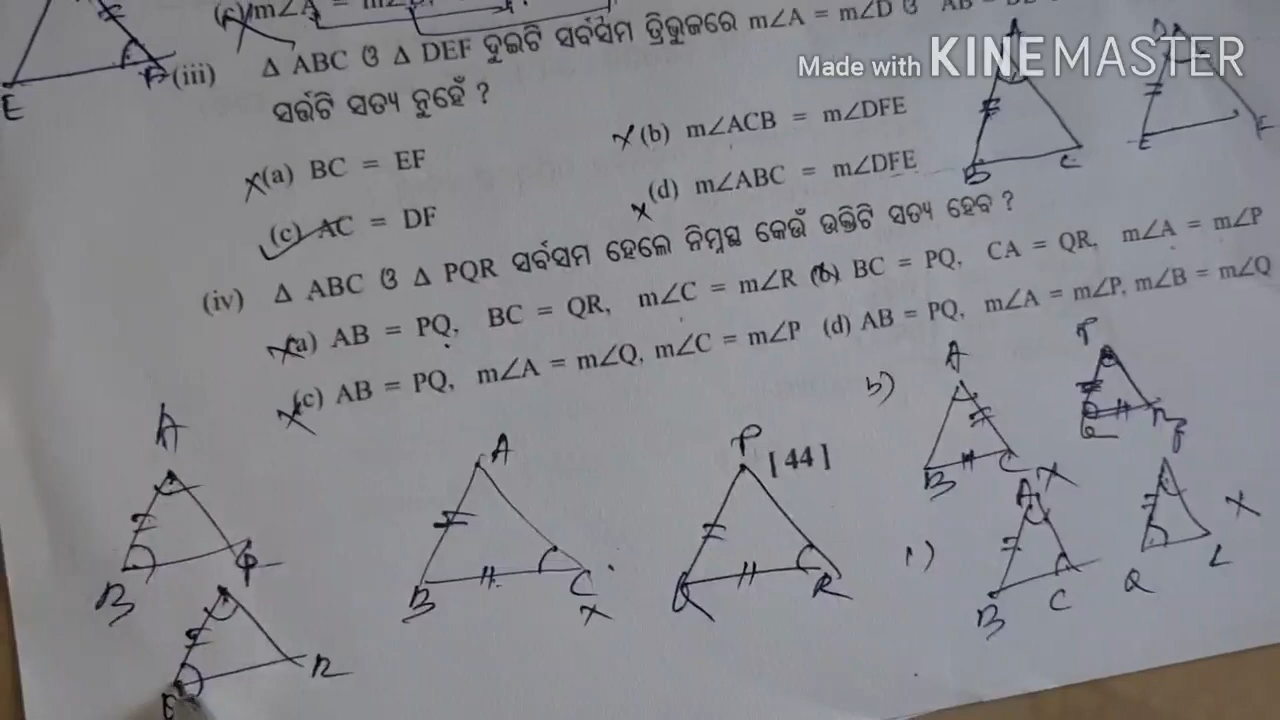 Made with KINEMASTER
(iii) Δ ABC ଓ Δ DEF ଦୁଇଟି ସର୍ବସମ ତ୍ରିଭୁଜରେ m∠A = m∠D ଓ AB =
ସର୍ତ୍ତଟି ସତ୍ୟ ନୁହେଁ ?
(a) BC = EF (b) m∠ACB = m∠DFE
(c) AC = DF (d) m∠ABC = m∠DFE
(iv) Δ ABC ଓ Δ PQR ସର୍ବସମ ହେଲେ ନିମ୍ନସ୍ଥ କେଉଁ ଉକ୍ତିଟି ସତ୍ୟ ହେବ ?
(a) AB = PQ, BC = QR, m∠C = m∠R (b) BC = PQ, CA = QR, m∠A = m∠P
(c) AB = PQ, m∠A = m∠Q, m∠C = m∠P (d) AB = PQ, m∠A = m∠P, m∠B = m∠Q
[ 44 ]
E
A
B C
E
A
B
A
B C
P
Q R
b) A
B C
P
A
B C
Q L
R